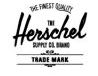 THE FINEST QUALITY
THE
Herschel
SUPPLY CO. BRAND
TRADE MARK